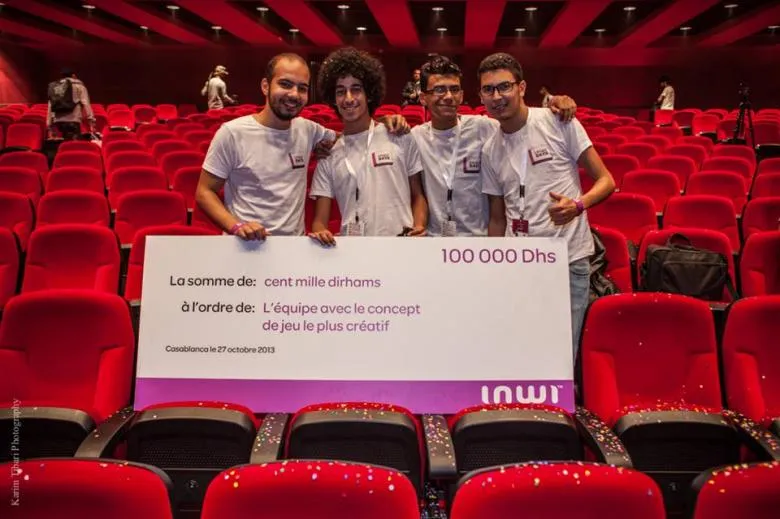 100 000 Dhs
La somme de: cent mille dirhams
à l'ordre de: L'équipe avec le concept
de jeu le plus créatif
Casablanca le 27 octobre 2013
inwi